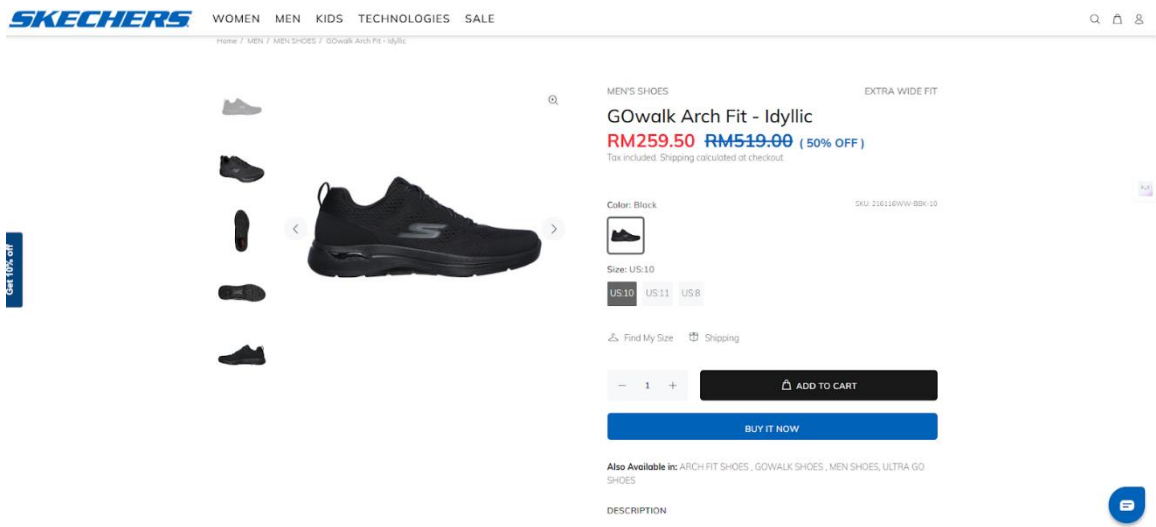 SKECHERS WOMEN MEN KIDS TECHNOLOGIES SALE
Home / MEN / MEN SHOES / GOwalk Arch Fit - Idyllic
MEN'S SHOES EXTRA WIDE FIT
GOwalk Arch Fit - Idyllic
RM259.50 RM519.00 ( 50% OFF )
Tax included. Shipping calculated at checkout
Color: Black SKU: 216116WW-BBK-10
Size: US:10
US:10 US:11 US:8
Find My Size Shipping
- 1 + ADD TO CART
BUY IT NOW
Also Available in: ARCH FIT SHOES , GOWALK SHOES , MEN SHOES, ULTRA GO
SHOES
DESCRIPTION
Get 10% off